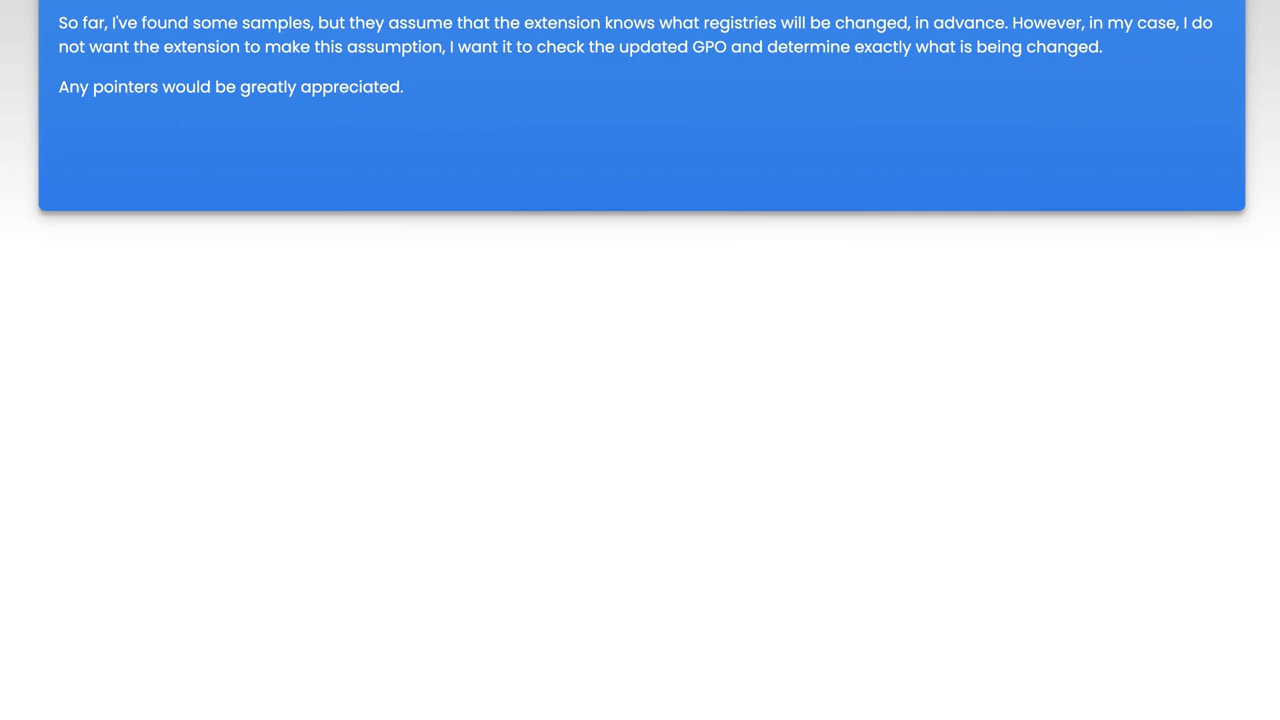 So far, I've found some samples, but they assume that the extension knows what registries will be changed, in advance. However, in my case, I do
not want the extension to make this assumption, I want it to check the updated GPO and determine exactly what is being changed.
Any pointers would be greatly appreciated.